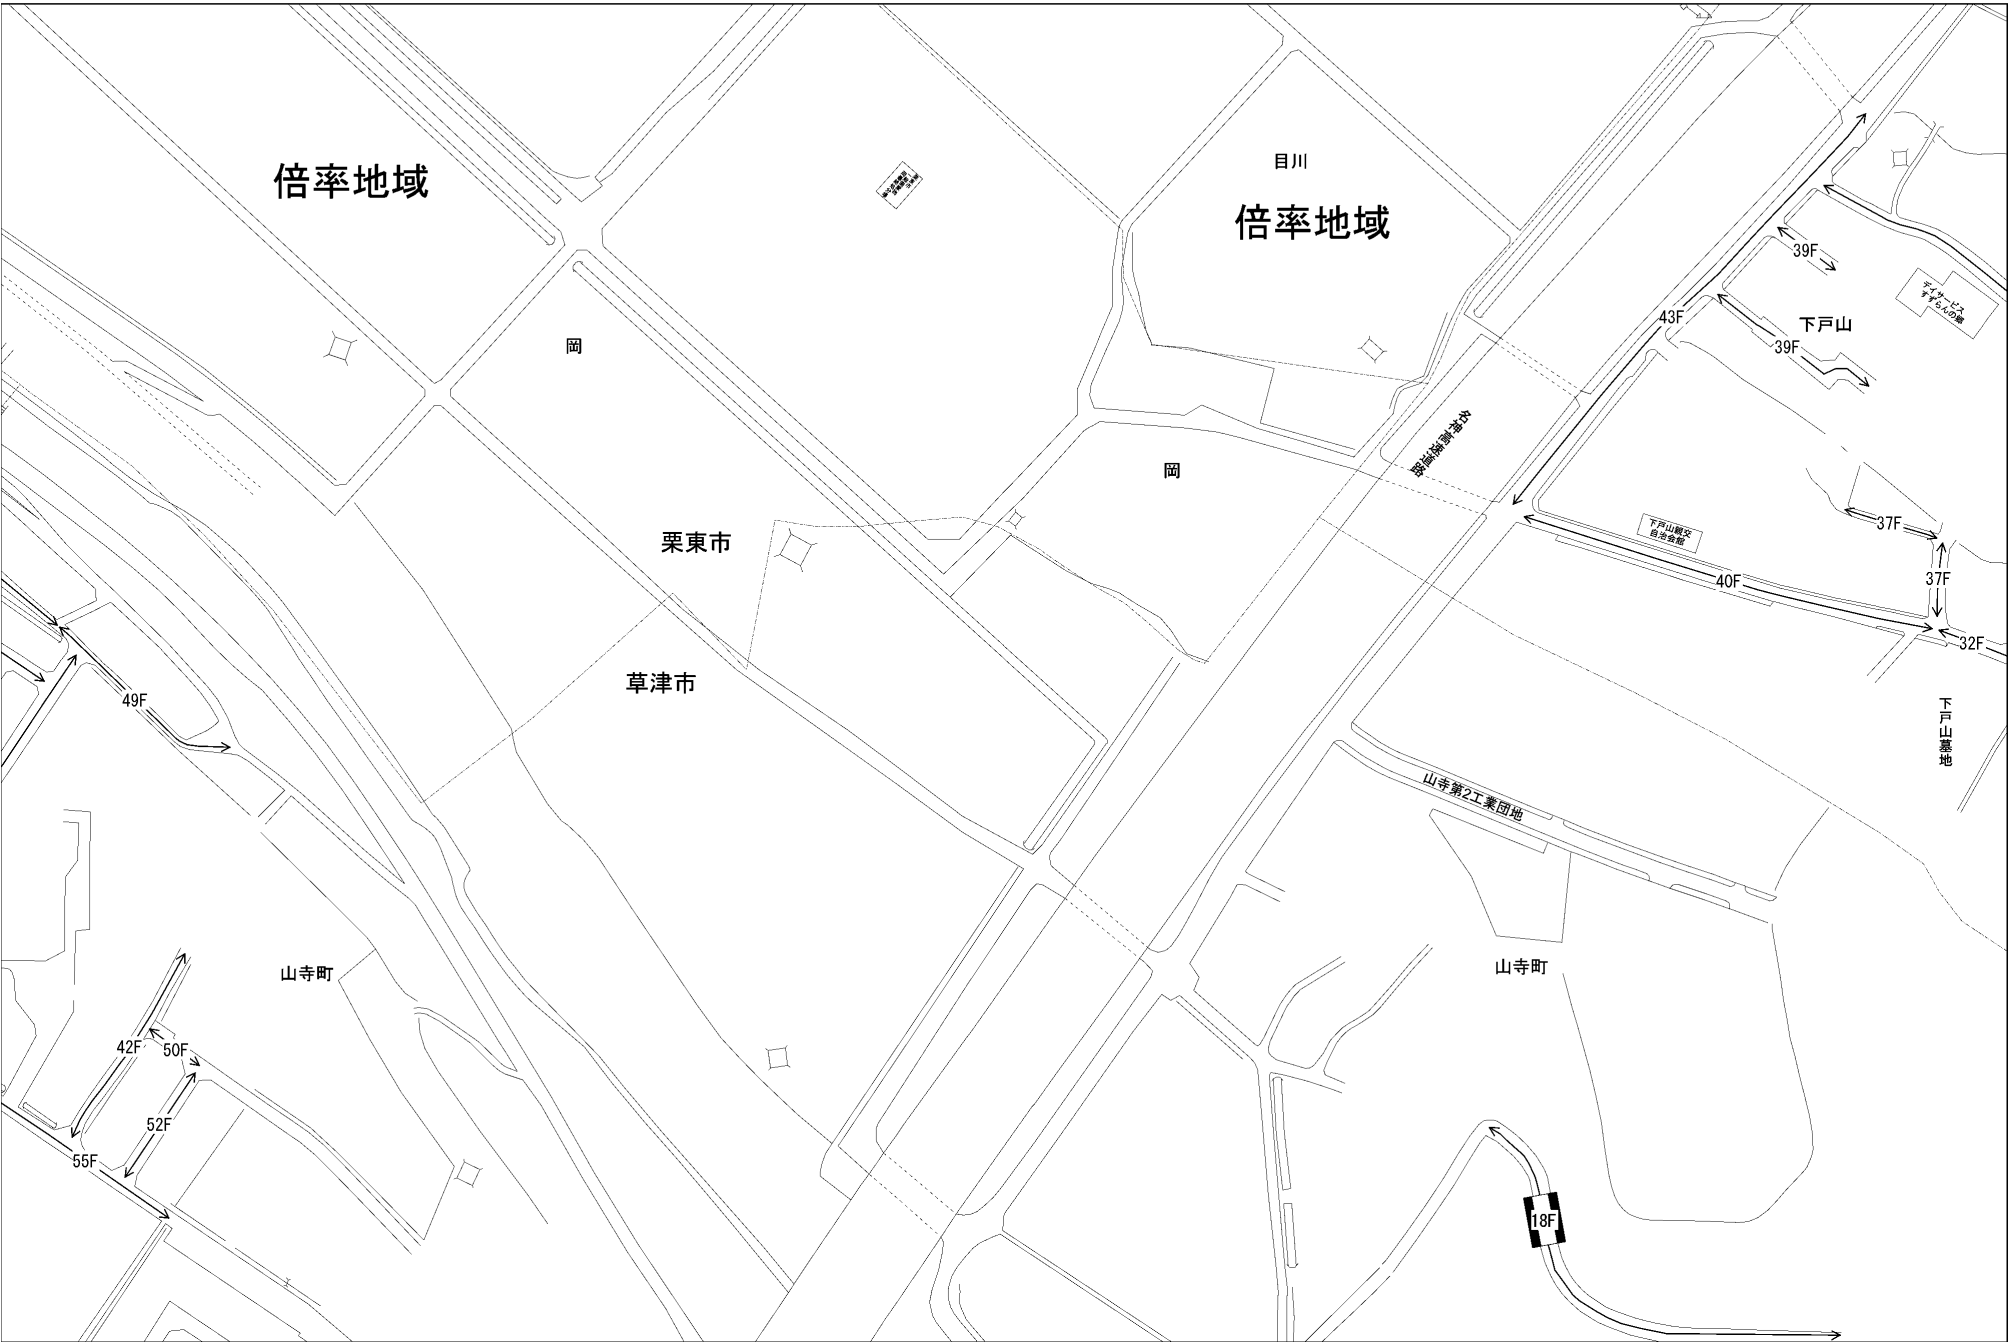 目川
倍率地域
倍率地域
39F
デイサービス
すずらんの郷
43F
下戸山
岡
39F
名神高速道路
岡
下戸山観交
自治会館
37F
栗東市
40F
37F
32F
草津市
49F
下戸山墓地
山寺第2工業団地
山寺町
山寺町
42F
50F
52F
55F
18F